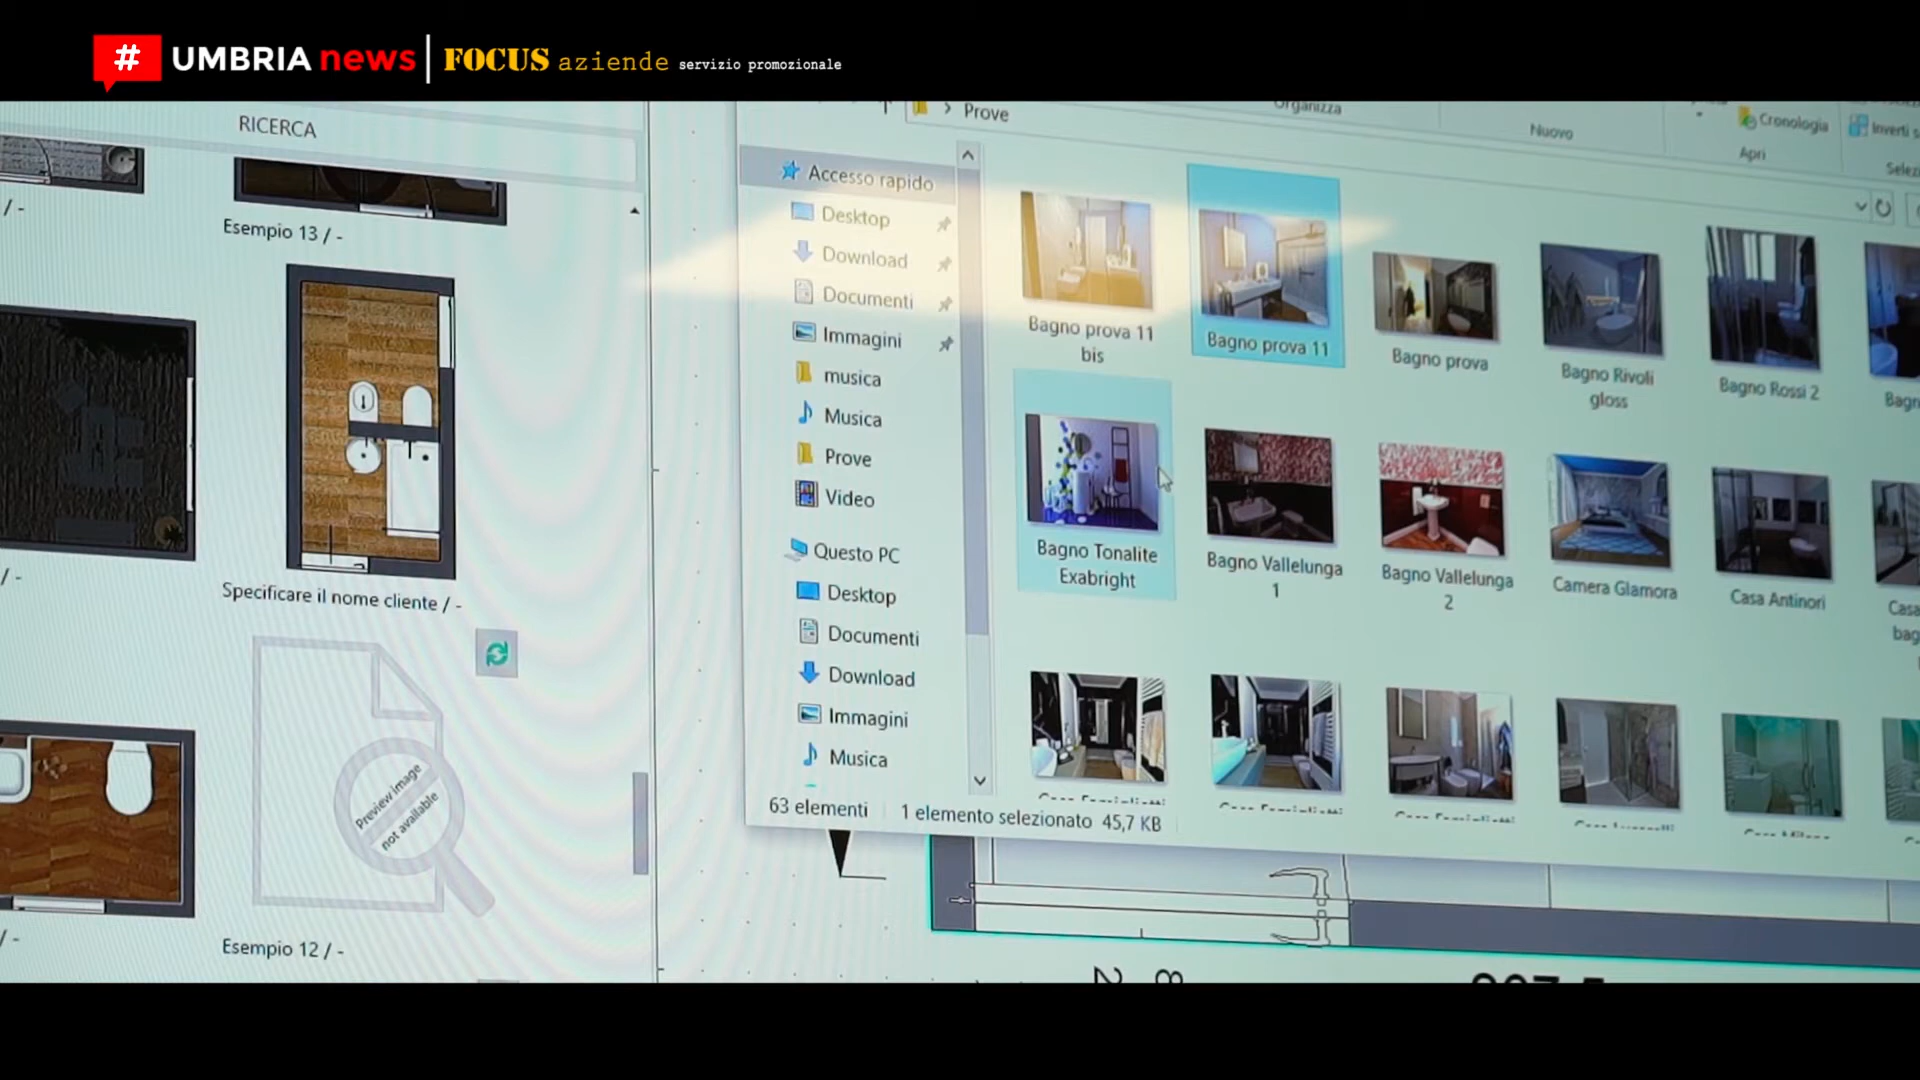 # UMBRIA news FOCUS aziende servizio promozionale
RICERCA
/ -
Esempio 13 / -
/ -
Specificare il nome cliente / -
Preview image
not available
/ -
Esempio 12 / -
Prove
Organizza
Nuovo
Cronologia
Apri
Accesso rapido
Desktop
Download
Documenti
Immagini
musica
Musica
Prove
Video
Questo PC
Desktop
Documenti
Download
Immagini
Musica
63 elementi
1 elemento selezionato 45,7 KB
Bagno prova 11
bis
Bagno prova 11
Bagno prova
Bagno Rivoli
gloss
Bagno Rossi 2
Bagno Tonalite
Exabright
Bagno Vallelunga
1
Bagno Vallelunga
2
Camera Glamora
Casa Antinori
2 8